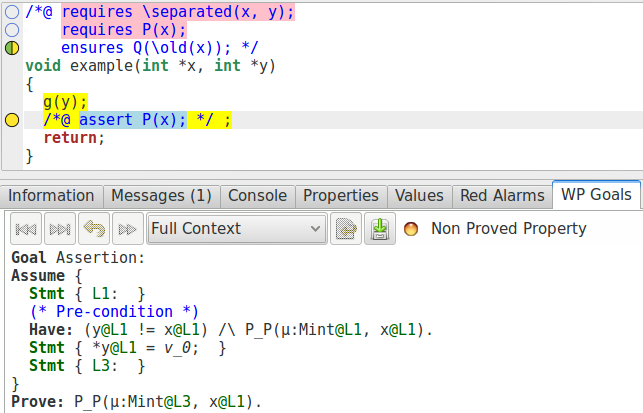 /*@ requires \separated(x, y);
requires P(x);
ensures Q(\old(x)); */
void example(int *x, int *y)
{
g(y);
/*@ assert P(x); */ ;
return;
}
Information Messages (1) Console Properties Values Red Alarms WP Goals
Full Context Non Proved Property
Goal Assertion:
Assume {
Stmt { L1: }
(* Pre-condition *)
Have: (y@L1 != x@L1) /\ P_P(μ:Mint@L1, x@L1).
Stmt { *y@L1 = v_0; }
Stmt { L3: }
}
Prove: P_P(μ:Mint@L3, x@L1).